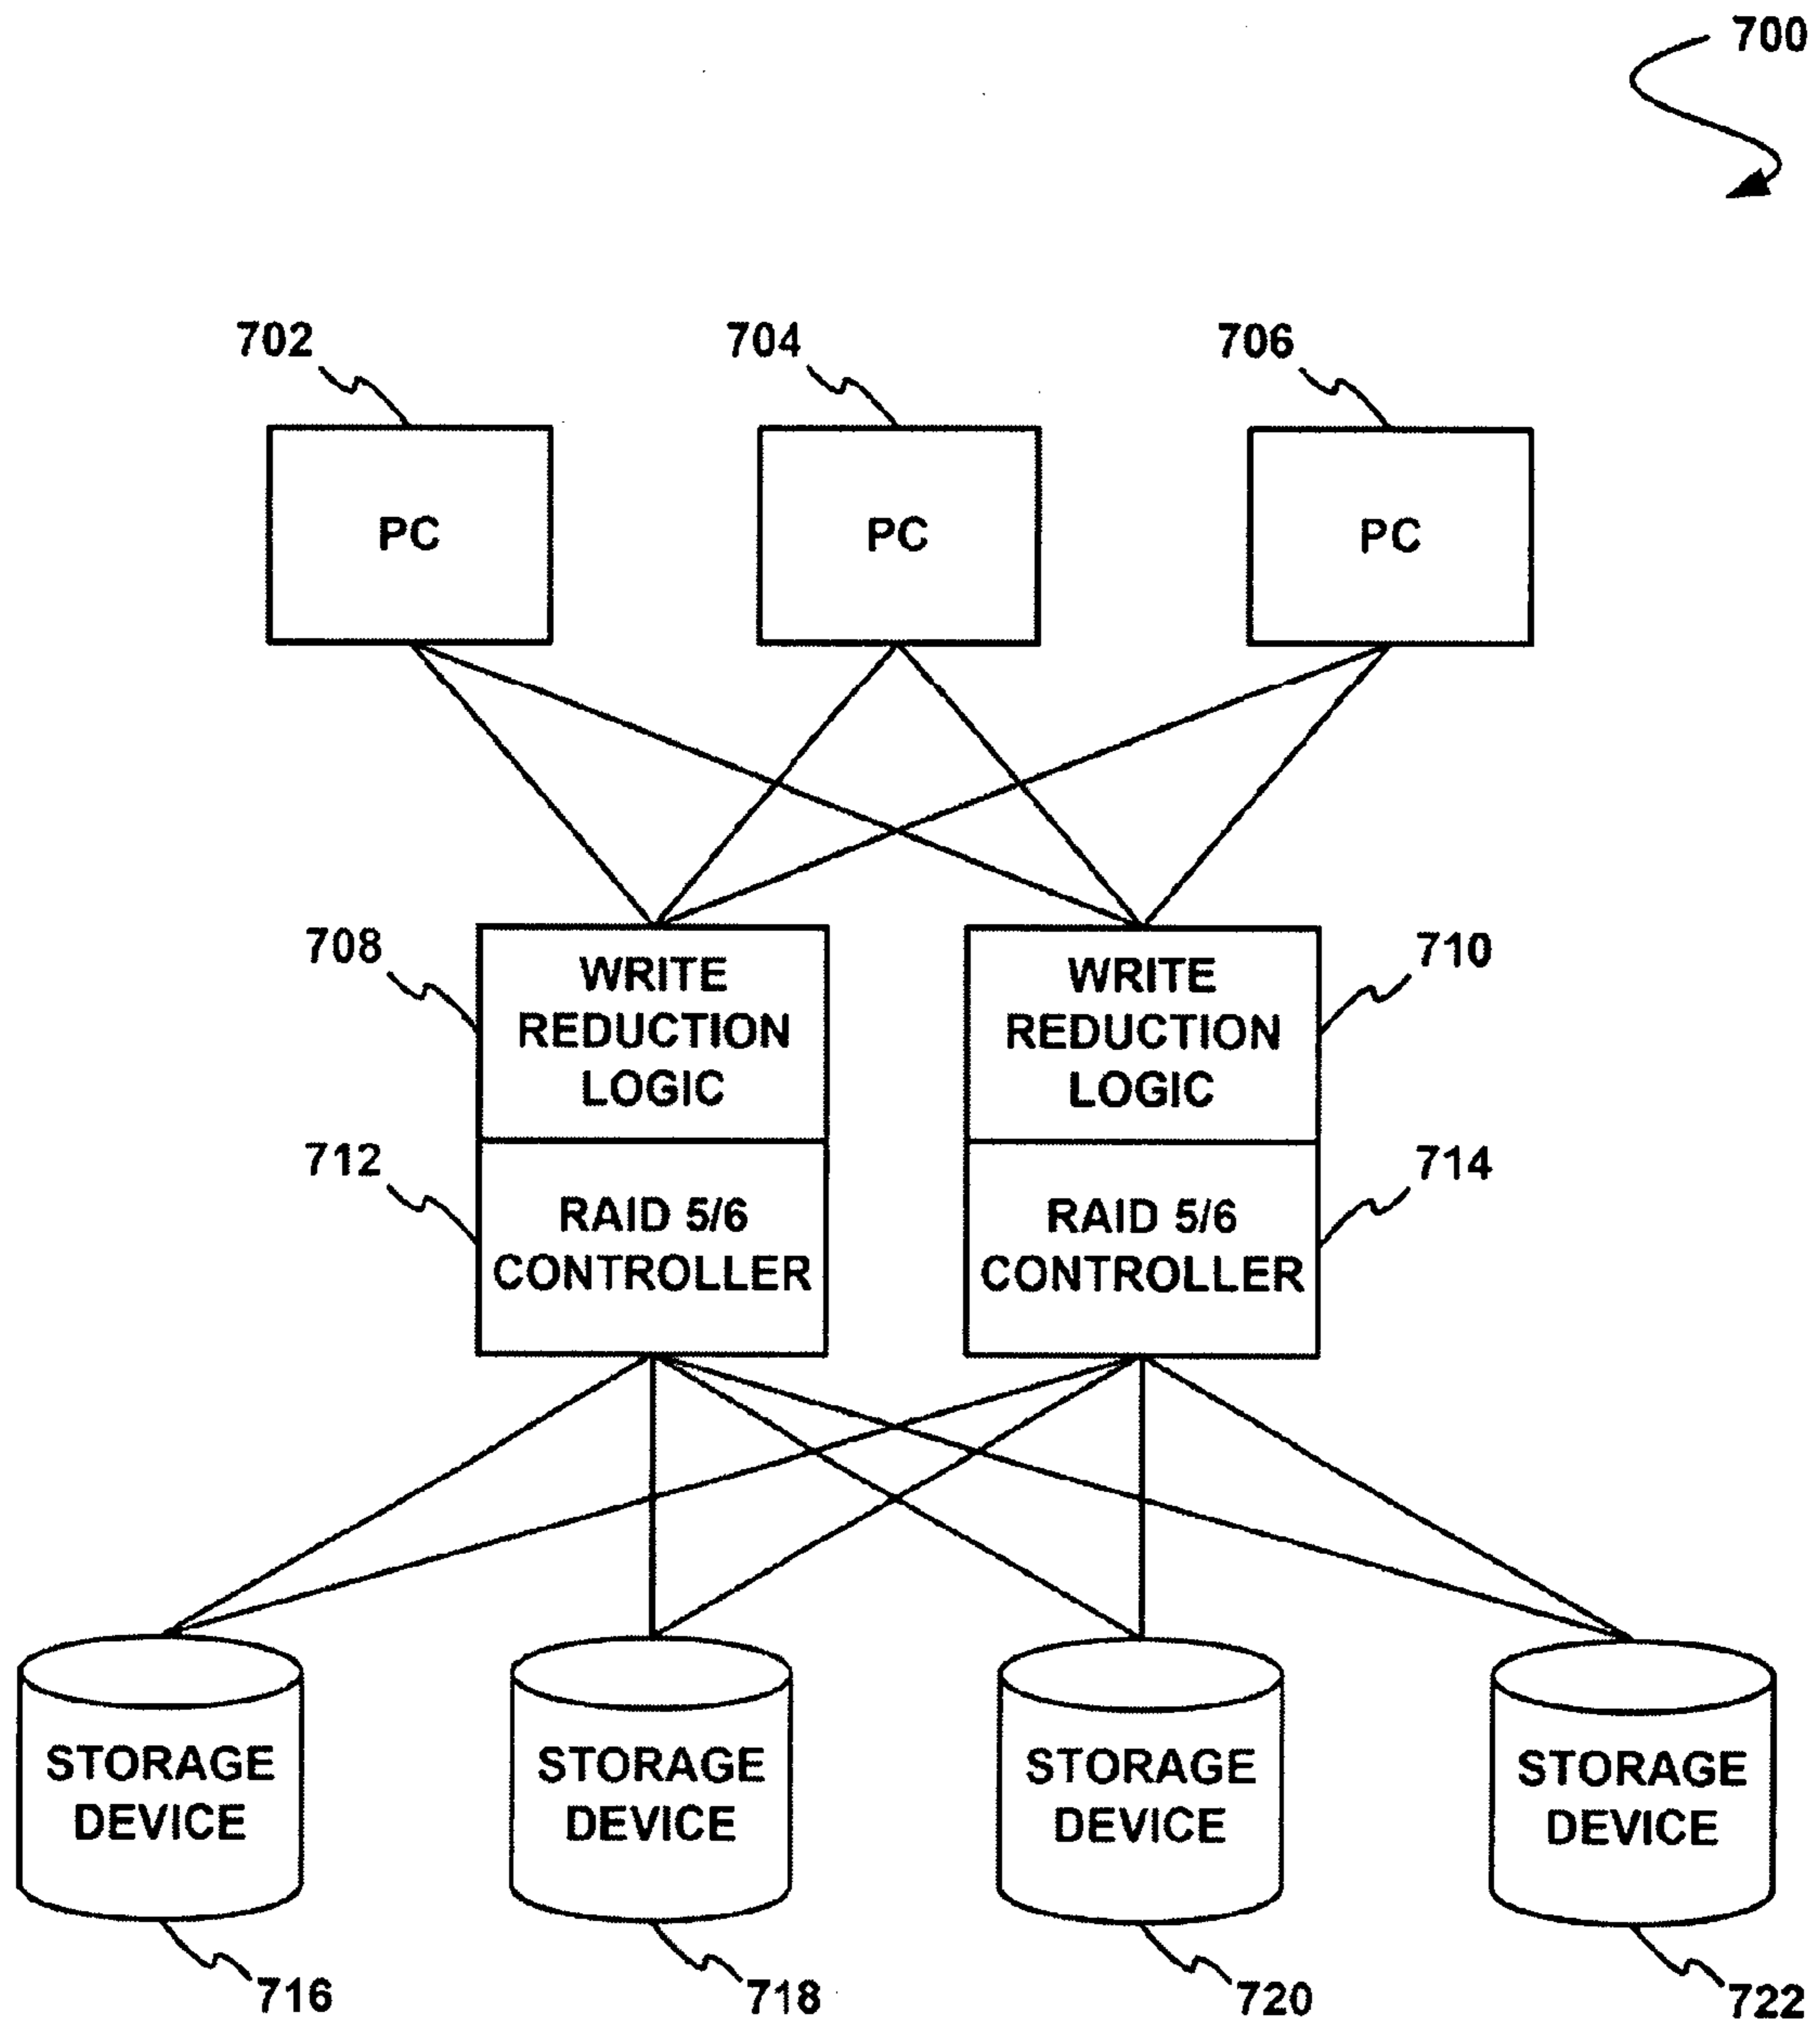 700
702
704
706
PC
PC
PC
708
WRITE
REDUCTION
LOGIC
WRITE
REDUCTION
LOGIC
710
712
RAID 5/6
CONTROLLER
RAID 5/6
CONTROLLER
714
STORAGE
DEVICE
STORAGE
DEVICE
STORAGE
DEVICE
STORAGE
DEVICE
716
718
720
722